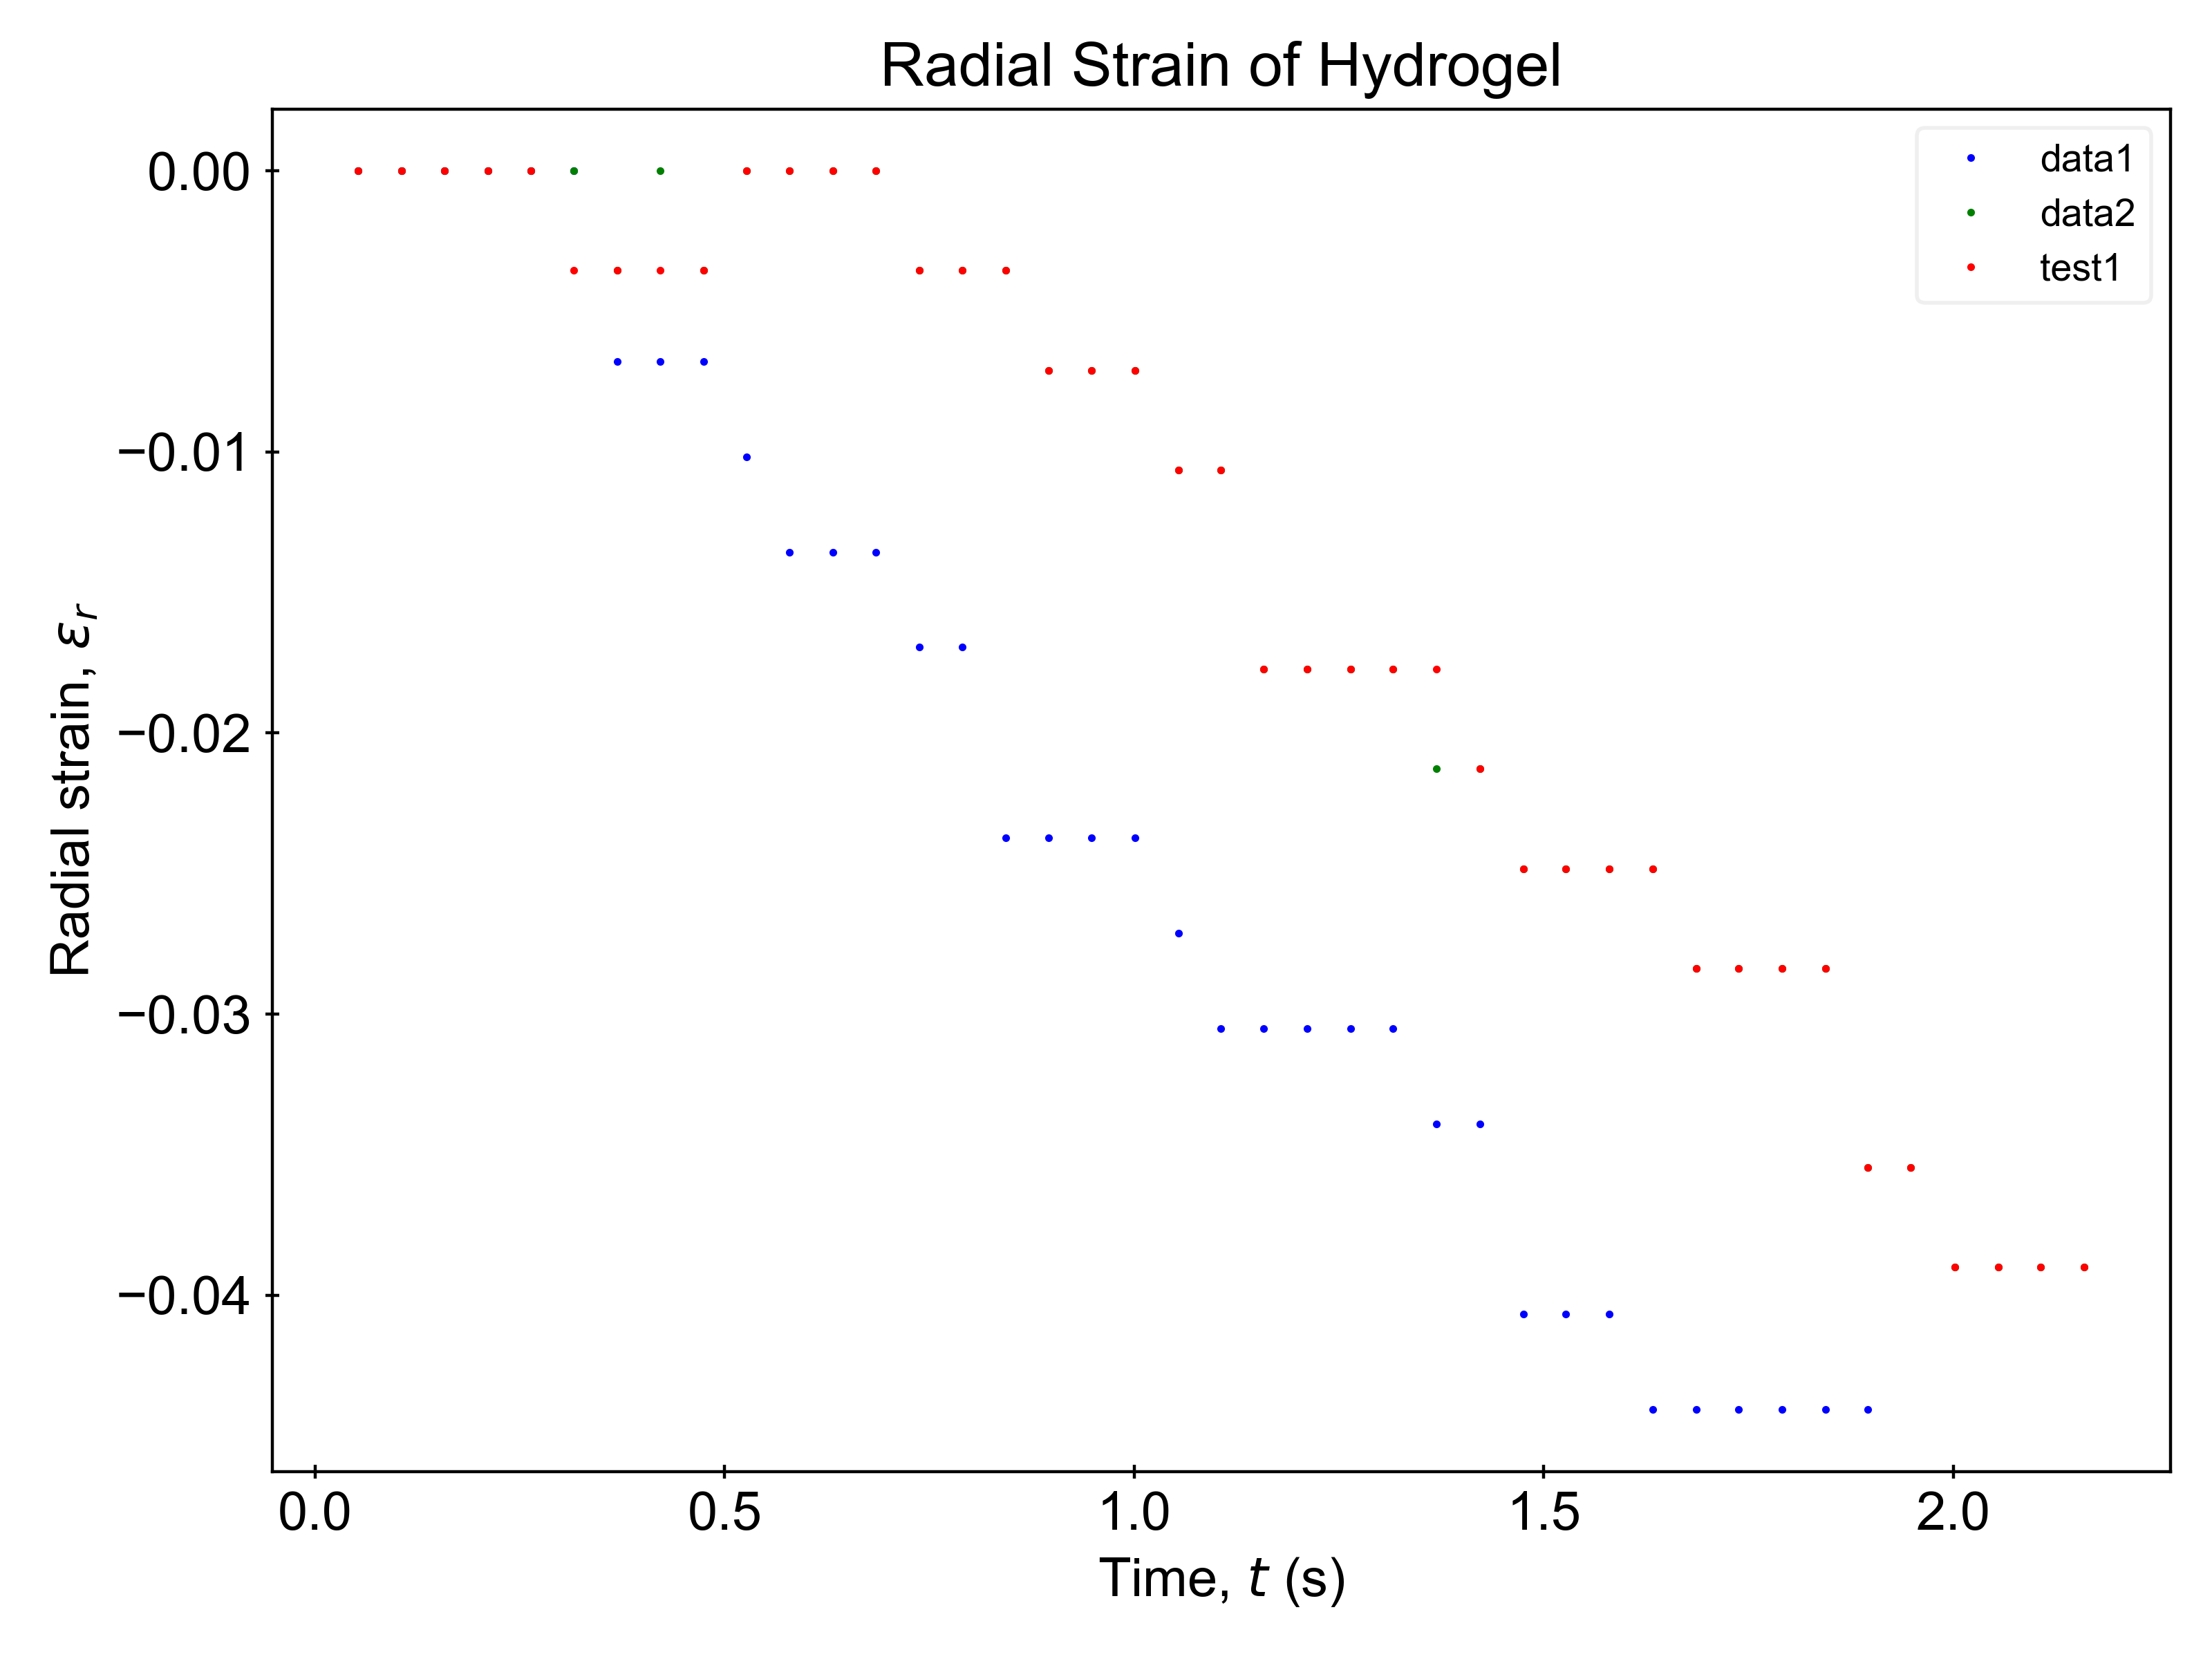 Radial Strain of Hydrogel
data1
data2
test1
0.00
−0.01
−0.02
−0.03
−0.04
Radial strain, εr
0.0 0.5 1.0 1.5 2.0
Time, t (s)